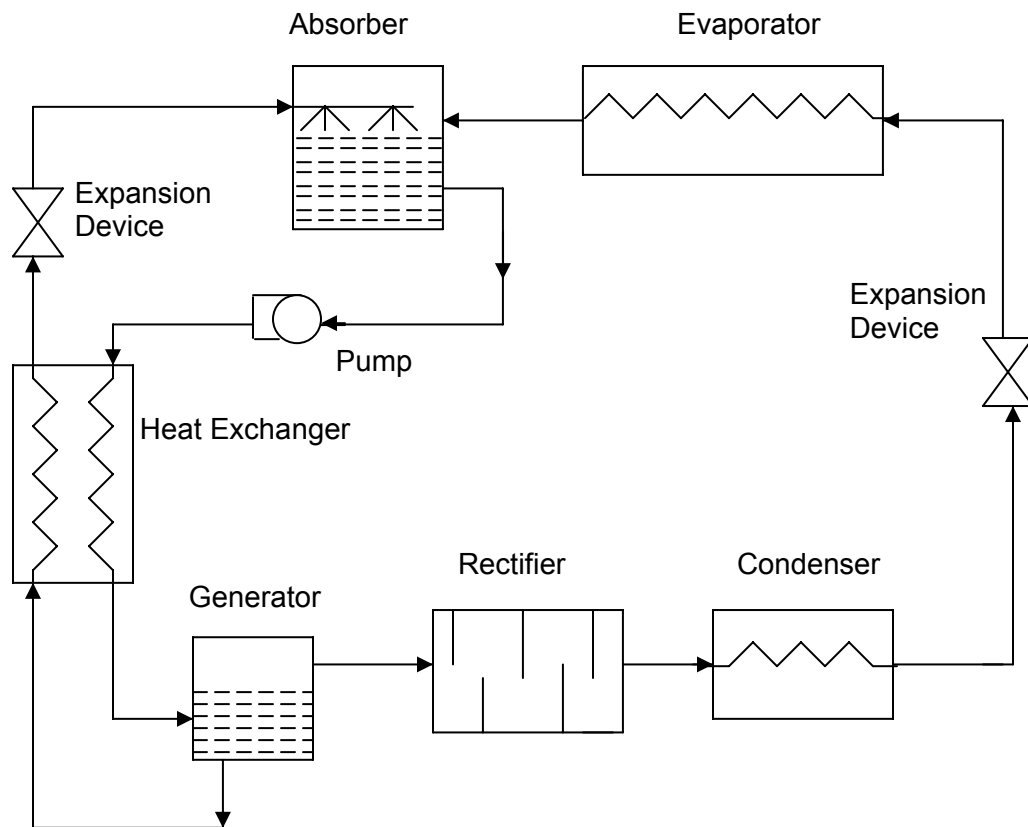 Absorber
Evaporator
Expansion
Device
Expansion
Device
Pump
Heat Exchanger
Rectifier
Condenser
Generator